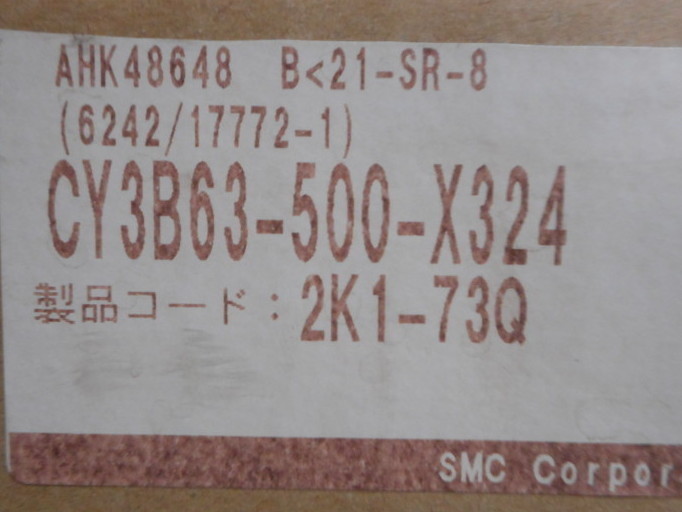 AHK48648 B<21-SR-8
(6242/17772-1)
CY3B63-500-X324
製品コード:2K1-73Q
SMC Corpor